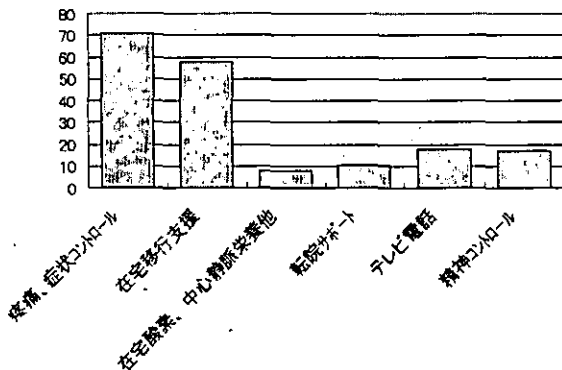 80
70
60
50
40
30
20
10
0
疼痛、症状コントロール
在宅移行支援
在宅酸素、中心静脈栄養他
転院サポート
テレビ電話
精神コントロール